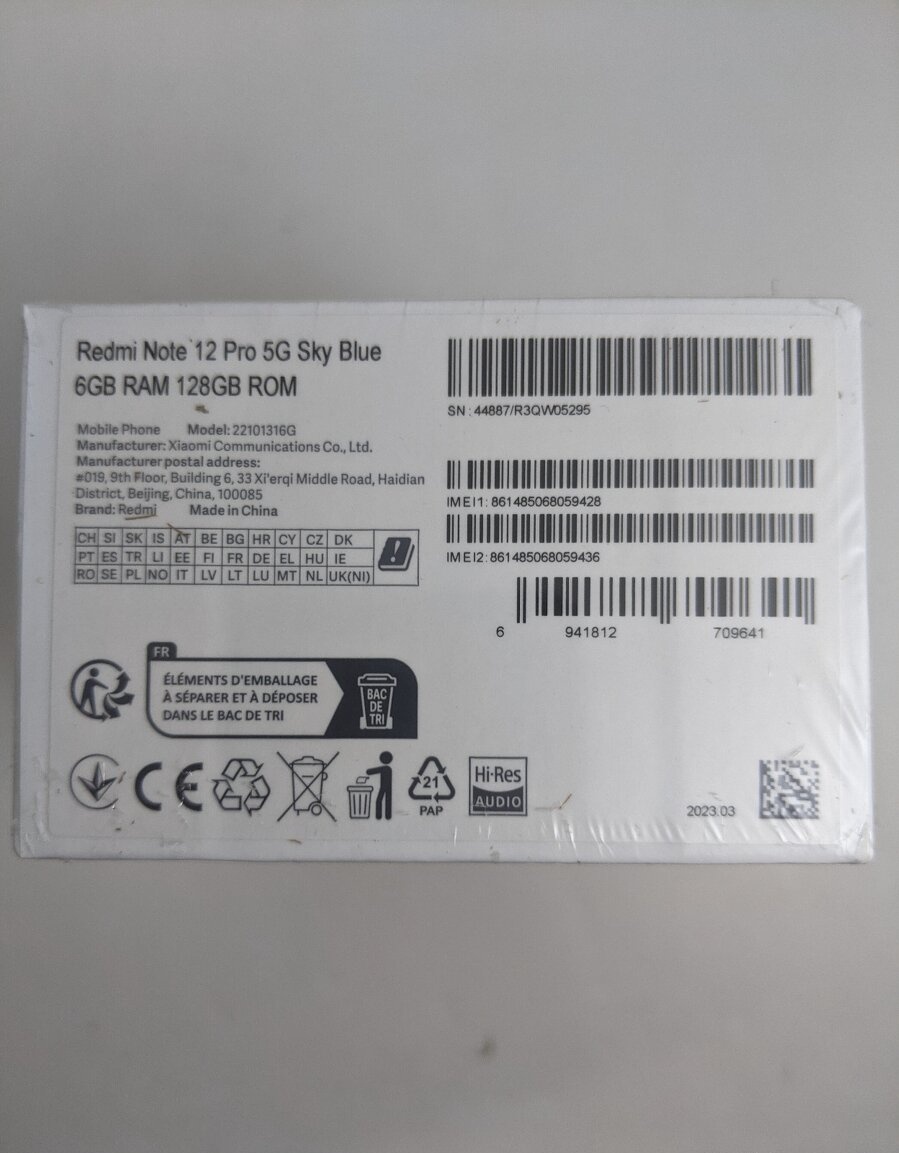 Redmi Note 12 Pro 5G Sky Blue
6GB RAM 128GB ROM
Mobile Phone Model: 22101316G
Manufacturer: Xiaomi Communications Co., Ltd.
Manufacturer postal address:
#019, 9th Floor, Building 6, 33 Xi'erqi Middle Road, Haidian
District, Beijing, China, 100085
Brand: Redmi Made in China
CH SI SK IS AT BE BG HR CY CZ DK
PT ES TR LI EE FI FR DE EL HU IE
RO SE PL NO IT LV LT LU MT NL UK(NI)
SN: 44887/R3QW05295
IMEI1: 861485068059428
IMEI2: 861485068059436
6 941812 709641
FR
ÉLÉMENTS D'EMBALLAGE
À SÉPARER ET À DÉPOSER
DANS LE BAC DE TRI
BAC
DE
TRI
CE
21
PAP
Hi-Res
AUDIO
2023.03